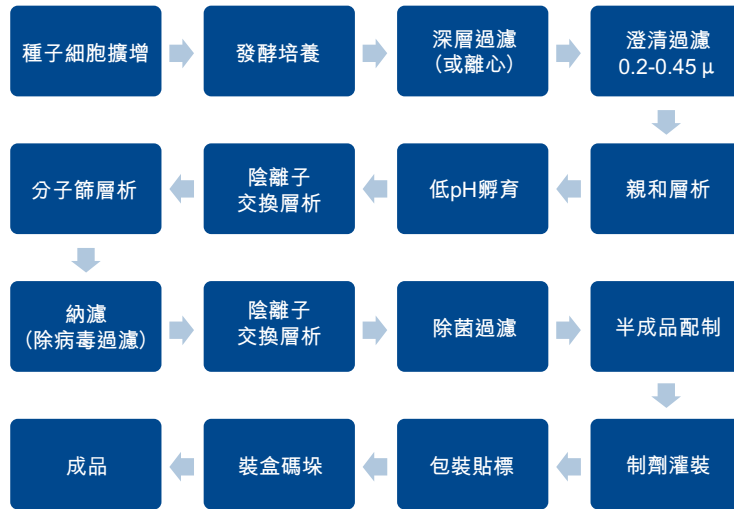 種子細胞擴增
發酵培養
深層過濾
(或離心)
澄清過濾
0.2-0.45 μ
親和層析
低pH孵育
陰離子
交換層析
分子篩層析
納濾
(除病毒過濾)
陰離子
交換層析
除菌過濾
半成品配制
制劑灌裝
包裝貼標
裝盒碼垛
成品